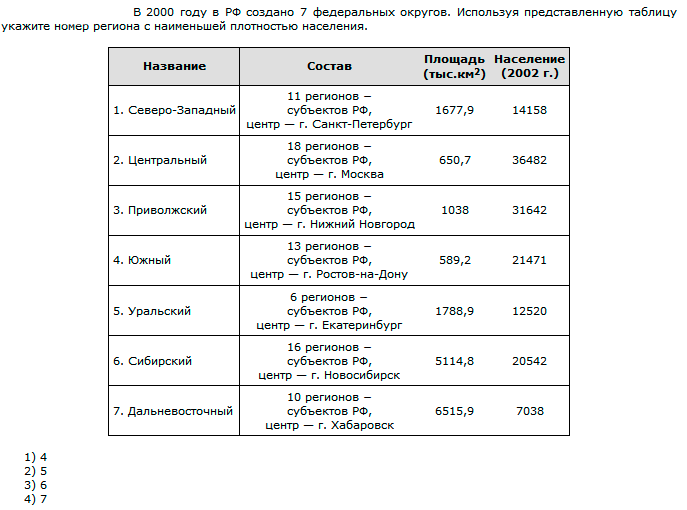 В 2000 году в РФ создано 7 федеральных округов. Используя представленную таблицу
укажите номер региона с наименьшей плотностью населения.
Название Состав Площадь (тыс.км²) Население (2002 г.)
1. Северо-Западный 11 регионов – субъектов РФ, центр — г. Санкт-Петербург 1677,9 14158
2. Центральный 18 регионов – субъектов РФ, центр — г. Москва 650,7 36482
3. Приволжский 15 регионов – субъектов РФ, центр — г. Нижний Новгород 1038 31642
4. Южный 13 регионов – субъектов РФ, центр — г. Ростов-на-Дону 589,2 21471
5. Уральский 6 регионов – субъектов РФ, центр — г. Екатеринбург 1788,9 12520
6. Сибирский 16 регионов – субъектов РФ, центр — г. Новосибирск 5114,8 20542
7. Дальневосточный 10 регионов – субъектов РФ, центр — г. Хабаровск 6515,9 7038
1) 4
2) 5
3) 6
4) 7